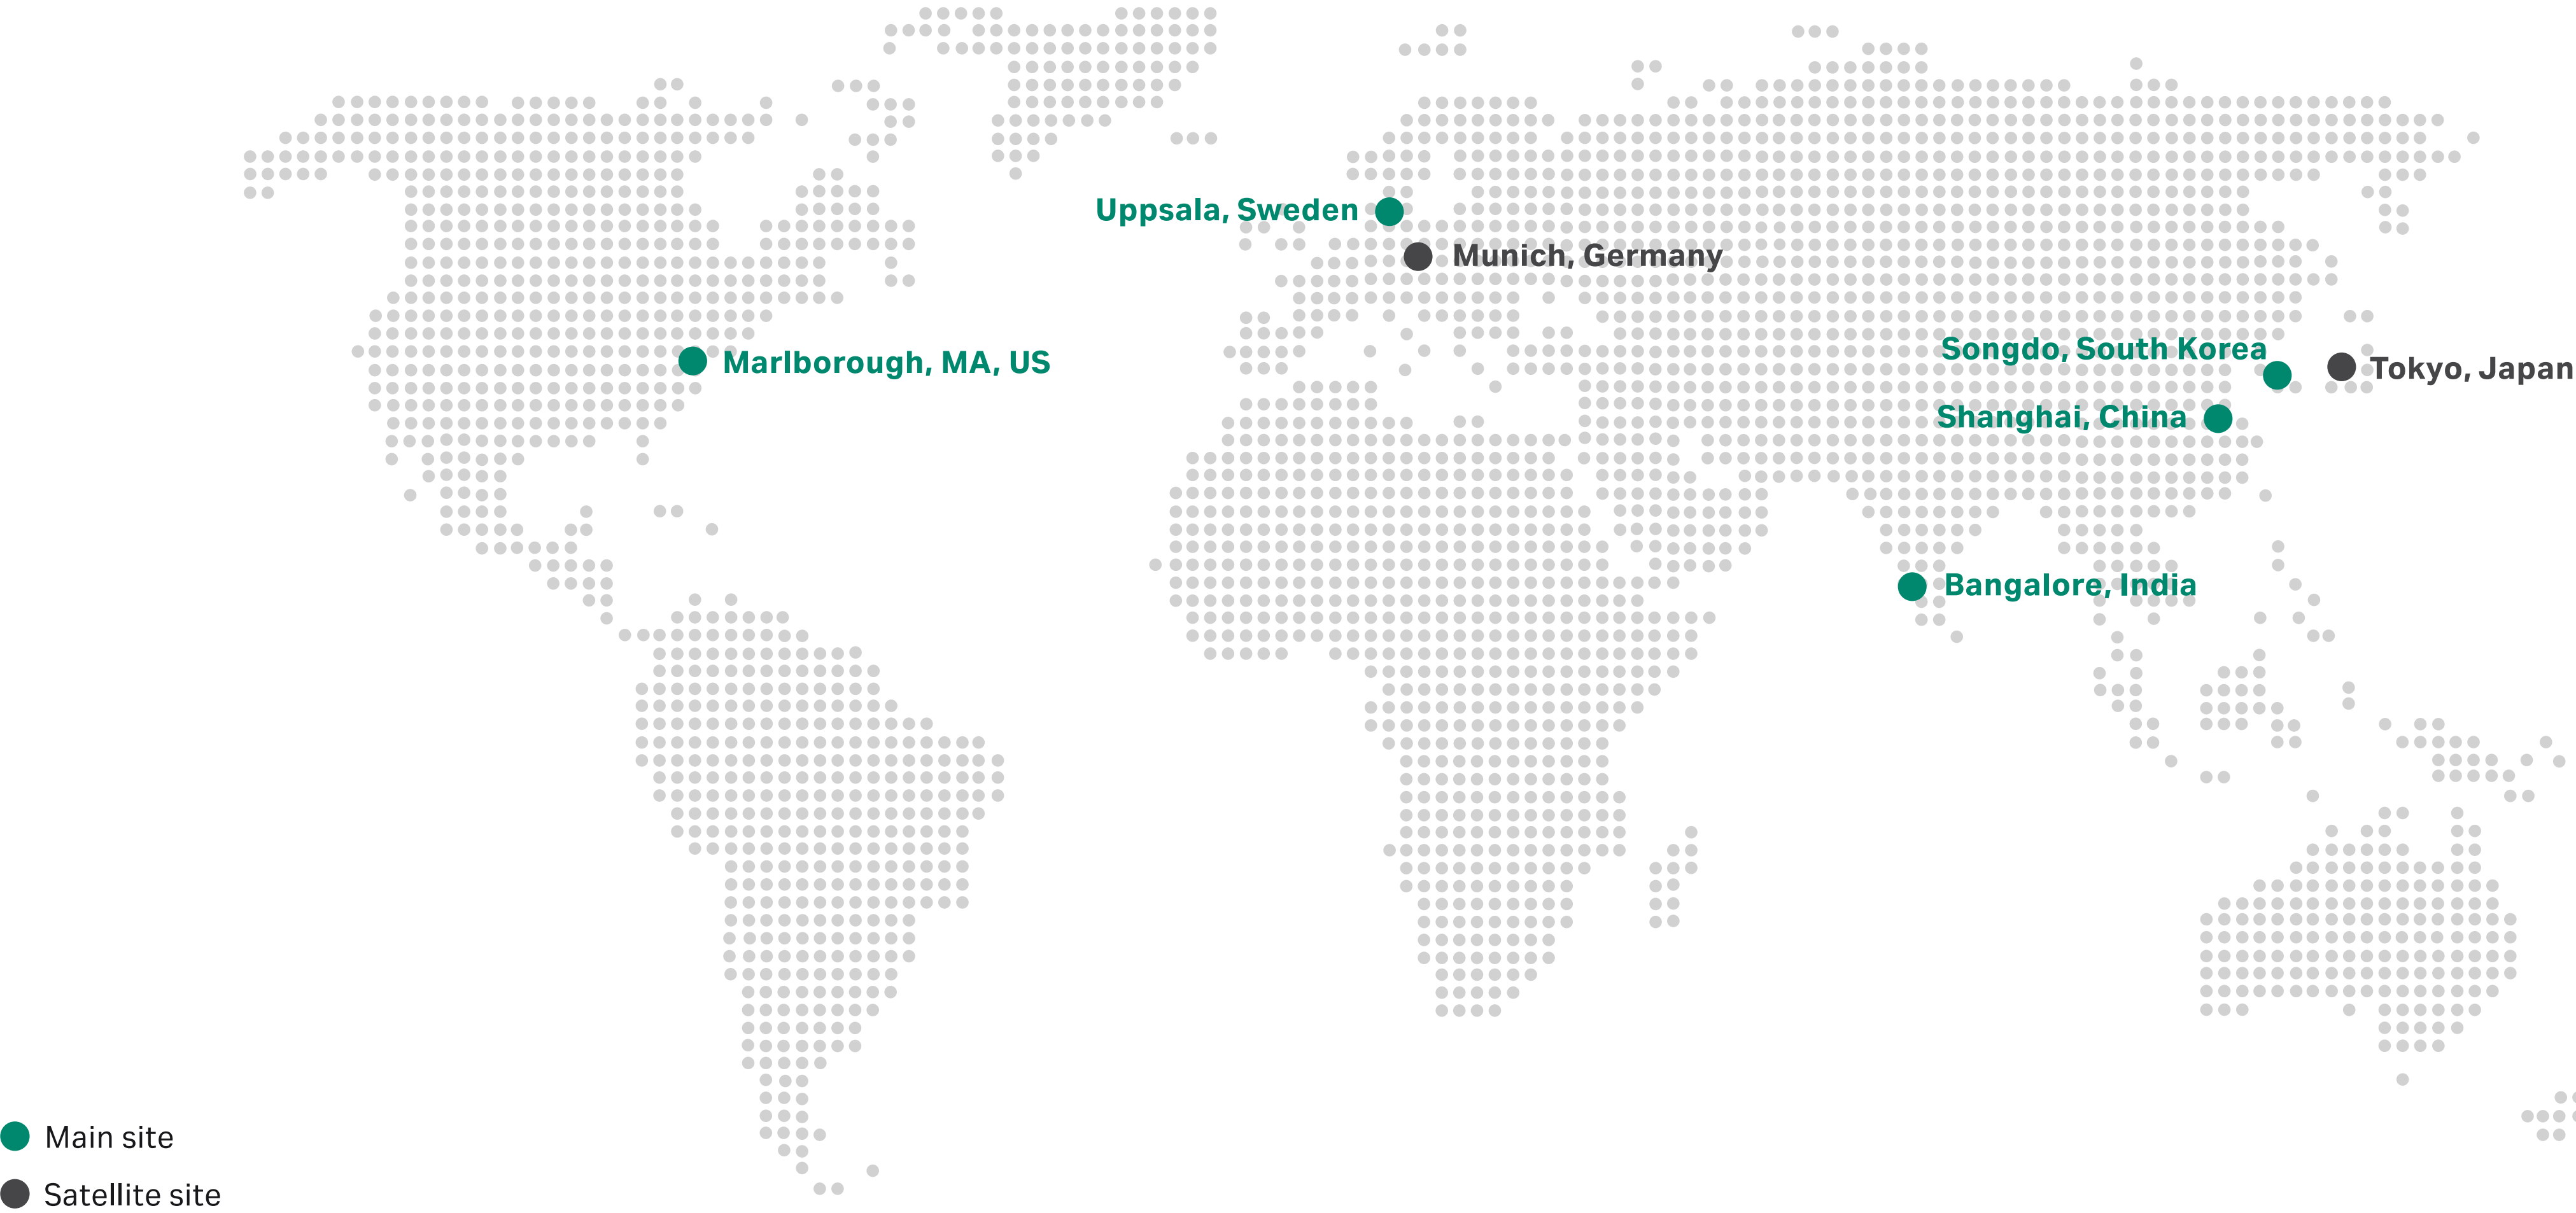 Uppsala, Sweden
Munich, Germany
Songdo, South Korea
Marlborough, MA, US
Tokyo, Japan
Shanghai, China
Bangalore, India
Main site
Satellite site